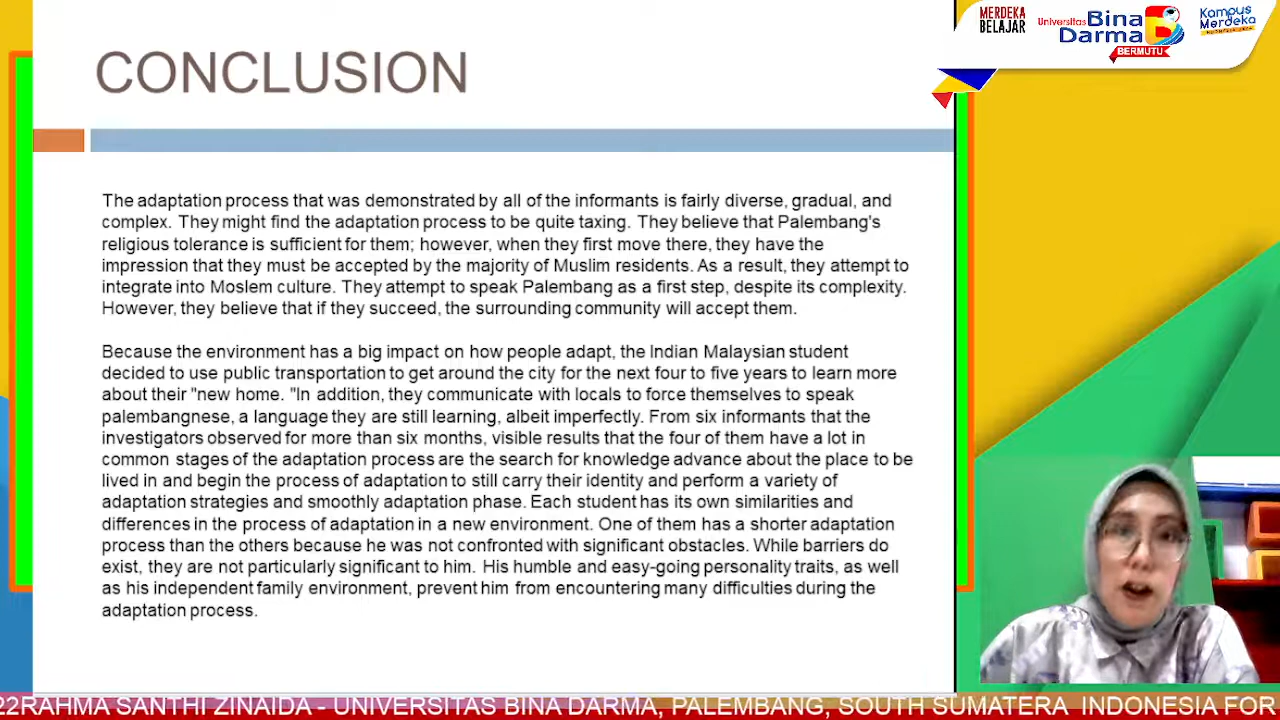 CONCLUSION
MERDEKA
BELAJAR
Universitas Bina
Darma
BERMUTU
Kampus
Merdeka
The adaptation process that was demonstrated by all of the informants is fairly diverse, gradual, and
complex. They might find the adaptation process to be quite taxing. They believe that Palembang's
religious tolerance is sufficient for them; however, when they first move there, they have the
impression that they must be accepted by the majority of Muslim residents. As a result, they attempt to
integrate into Moslem culture. They attempt to speak Palembang as a first step, despite its complexity.
However, they believe that if they succeed, the surrounding community will accept them.
Because the environment has a big impact on how people adapt, the Indian Malaysian student
decided to use public transportation to get around the city for the next four to five years to learn more
about their "new home. "In addition, they communicate with locals to force themselves to speak
palembangnese, a language they are still learning, albeit imperfectly. From six informants that the
investigators observed for more than six months, visible results that the four of them have a lot in
common stages of the adaptation process are the search for knowledge advance about the place to be
lived in and begin the process of adaptation to still carry their identity and perform a variety of
adaptation strategies and smoothly adaptation phase. Each student has its own similarities and
differences in the process of adaptation in a new environment. One of them has a shorter adaptation
process than the others because he was not confronted with significant obstacles. While barriers do
exist, they are not particularly significant to him. His humble and easy-going personality traits, as well
as his independent family environment, prevent him from encountering many difficulties during the
adaptation process.
22RAHMA SANTHI ZINAIDA - UNIVERSITAS BINA DARMA, PALEMBANG, SOUTH SUMATERA, INDONESIA FOR